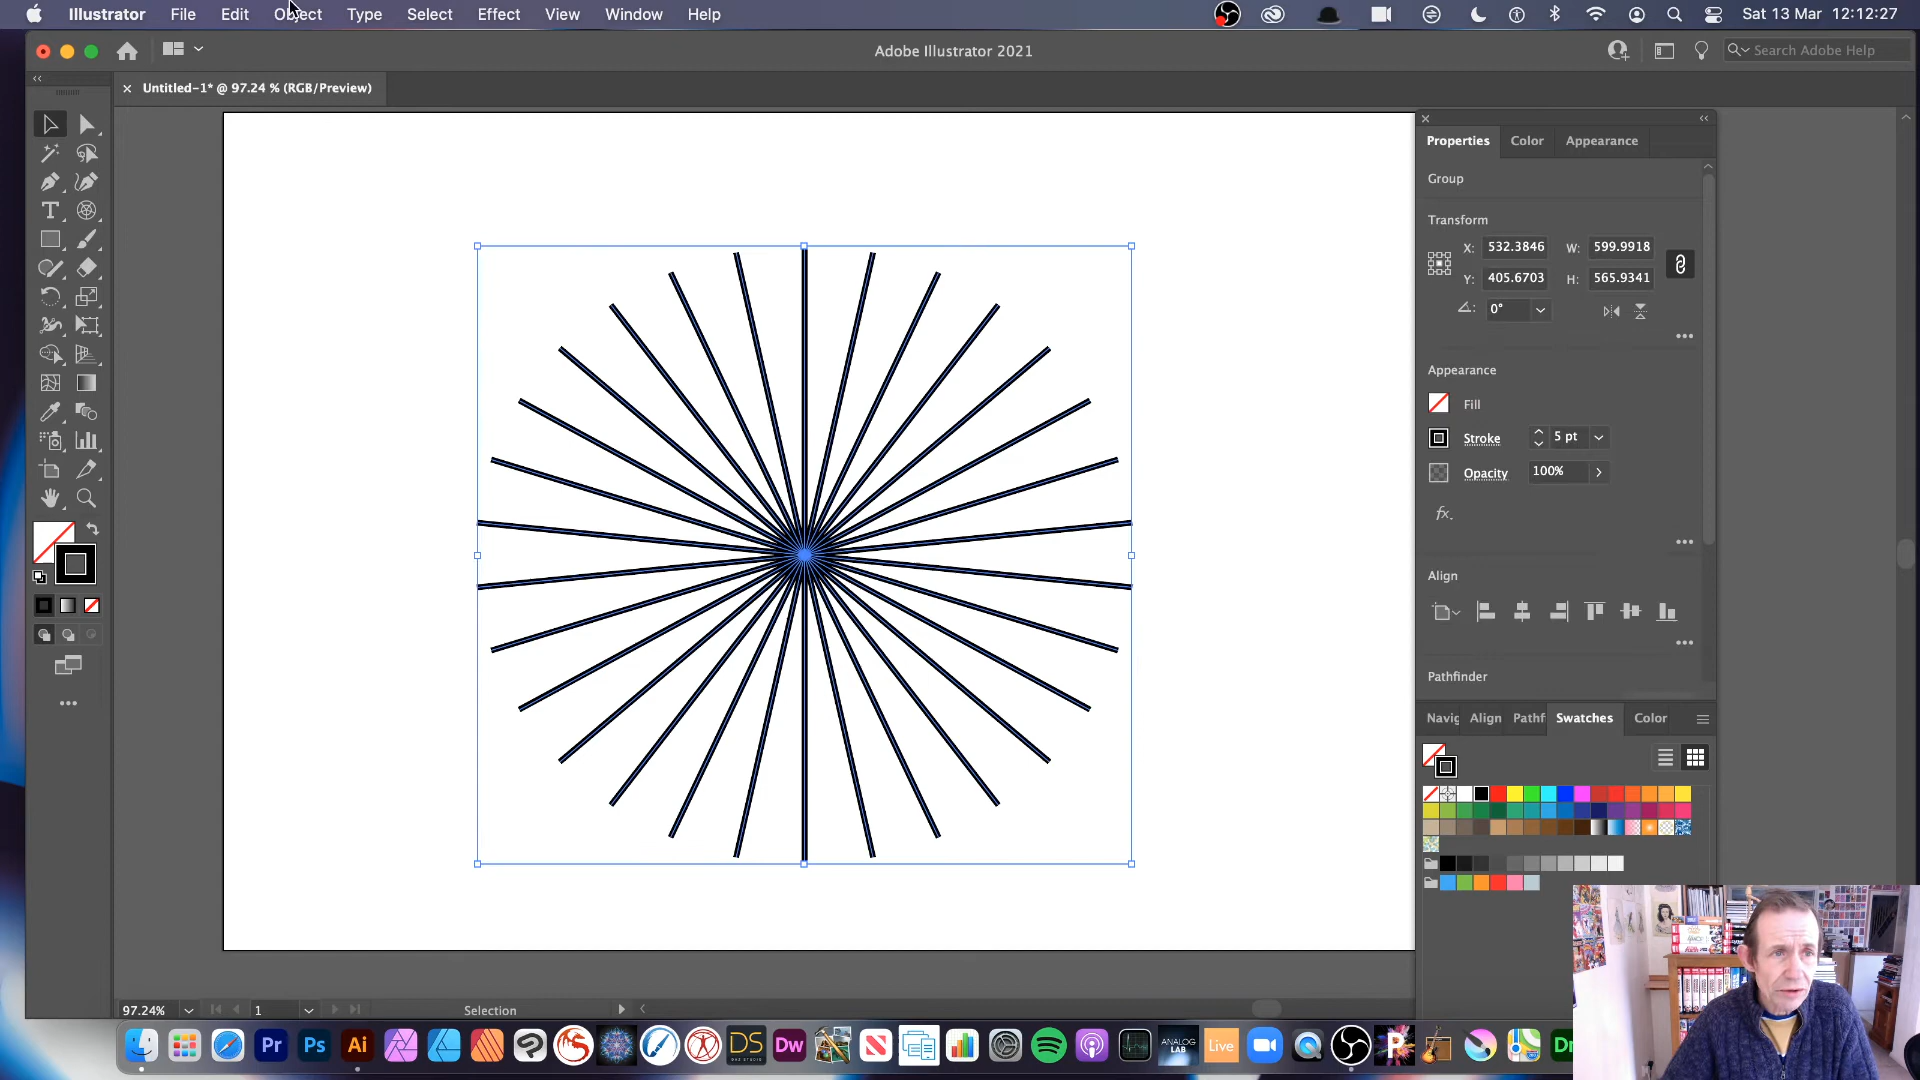 Illustrator File Edit Object Type Select Effect View Window Help Sat 13 Mar 12:12:27
Adobe Illustrator 2021 Search Adobe Help
Untitled-1* @ 97.24 % (RGB/Preview)
Properties Color Appearance
Group
Transform
X: 532.3846 W: 599.9918
Y: 405.6703 H: 565.9341
0°
Appearance
Fill
Stroke 5 pt
Opacity 100%
fx.
Align
Pathfinder
Navig Align Pathf Swatches Color
97.24% 1 Selection
Pr Ps Ai DS Dw ANALOG LAB Live P Dr